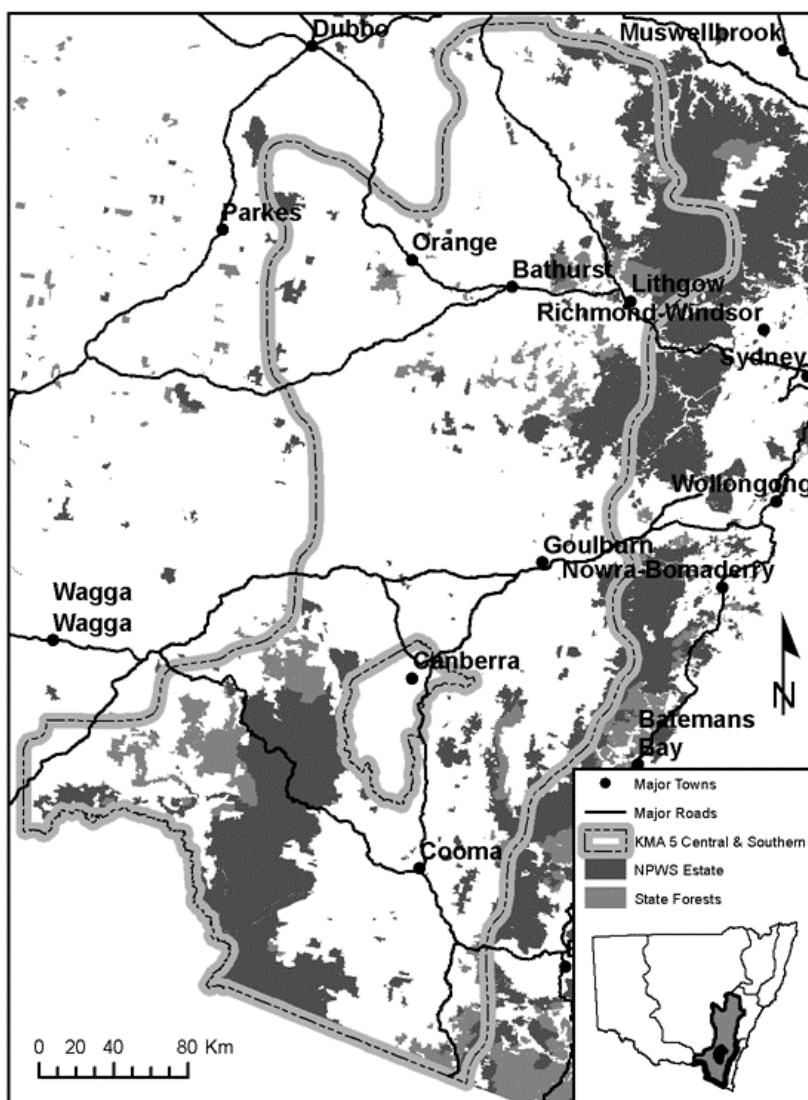 Dubbo
Muswellbrook
Parkes
Orange
Bathurst
Lithgow
Richmond-Windsor
Sydney
Wollongong
Goulburn
Nowra-Bomaderry
Wagga
Wagga
Canberra
N
Batemans
Bay
Major Towns
Major Roads
KMA 5 Central & Southern
Cooma
NPWS Estate
State Forests
0 20 40 80 Km